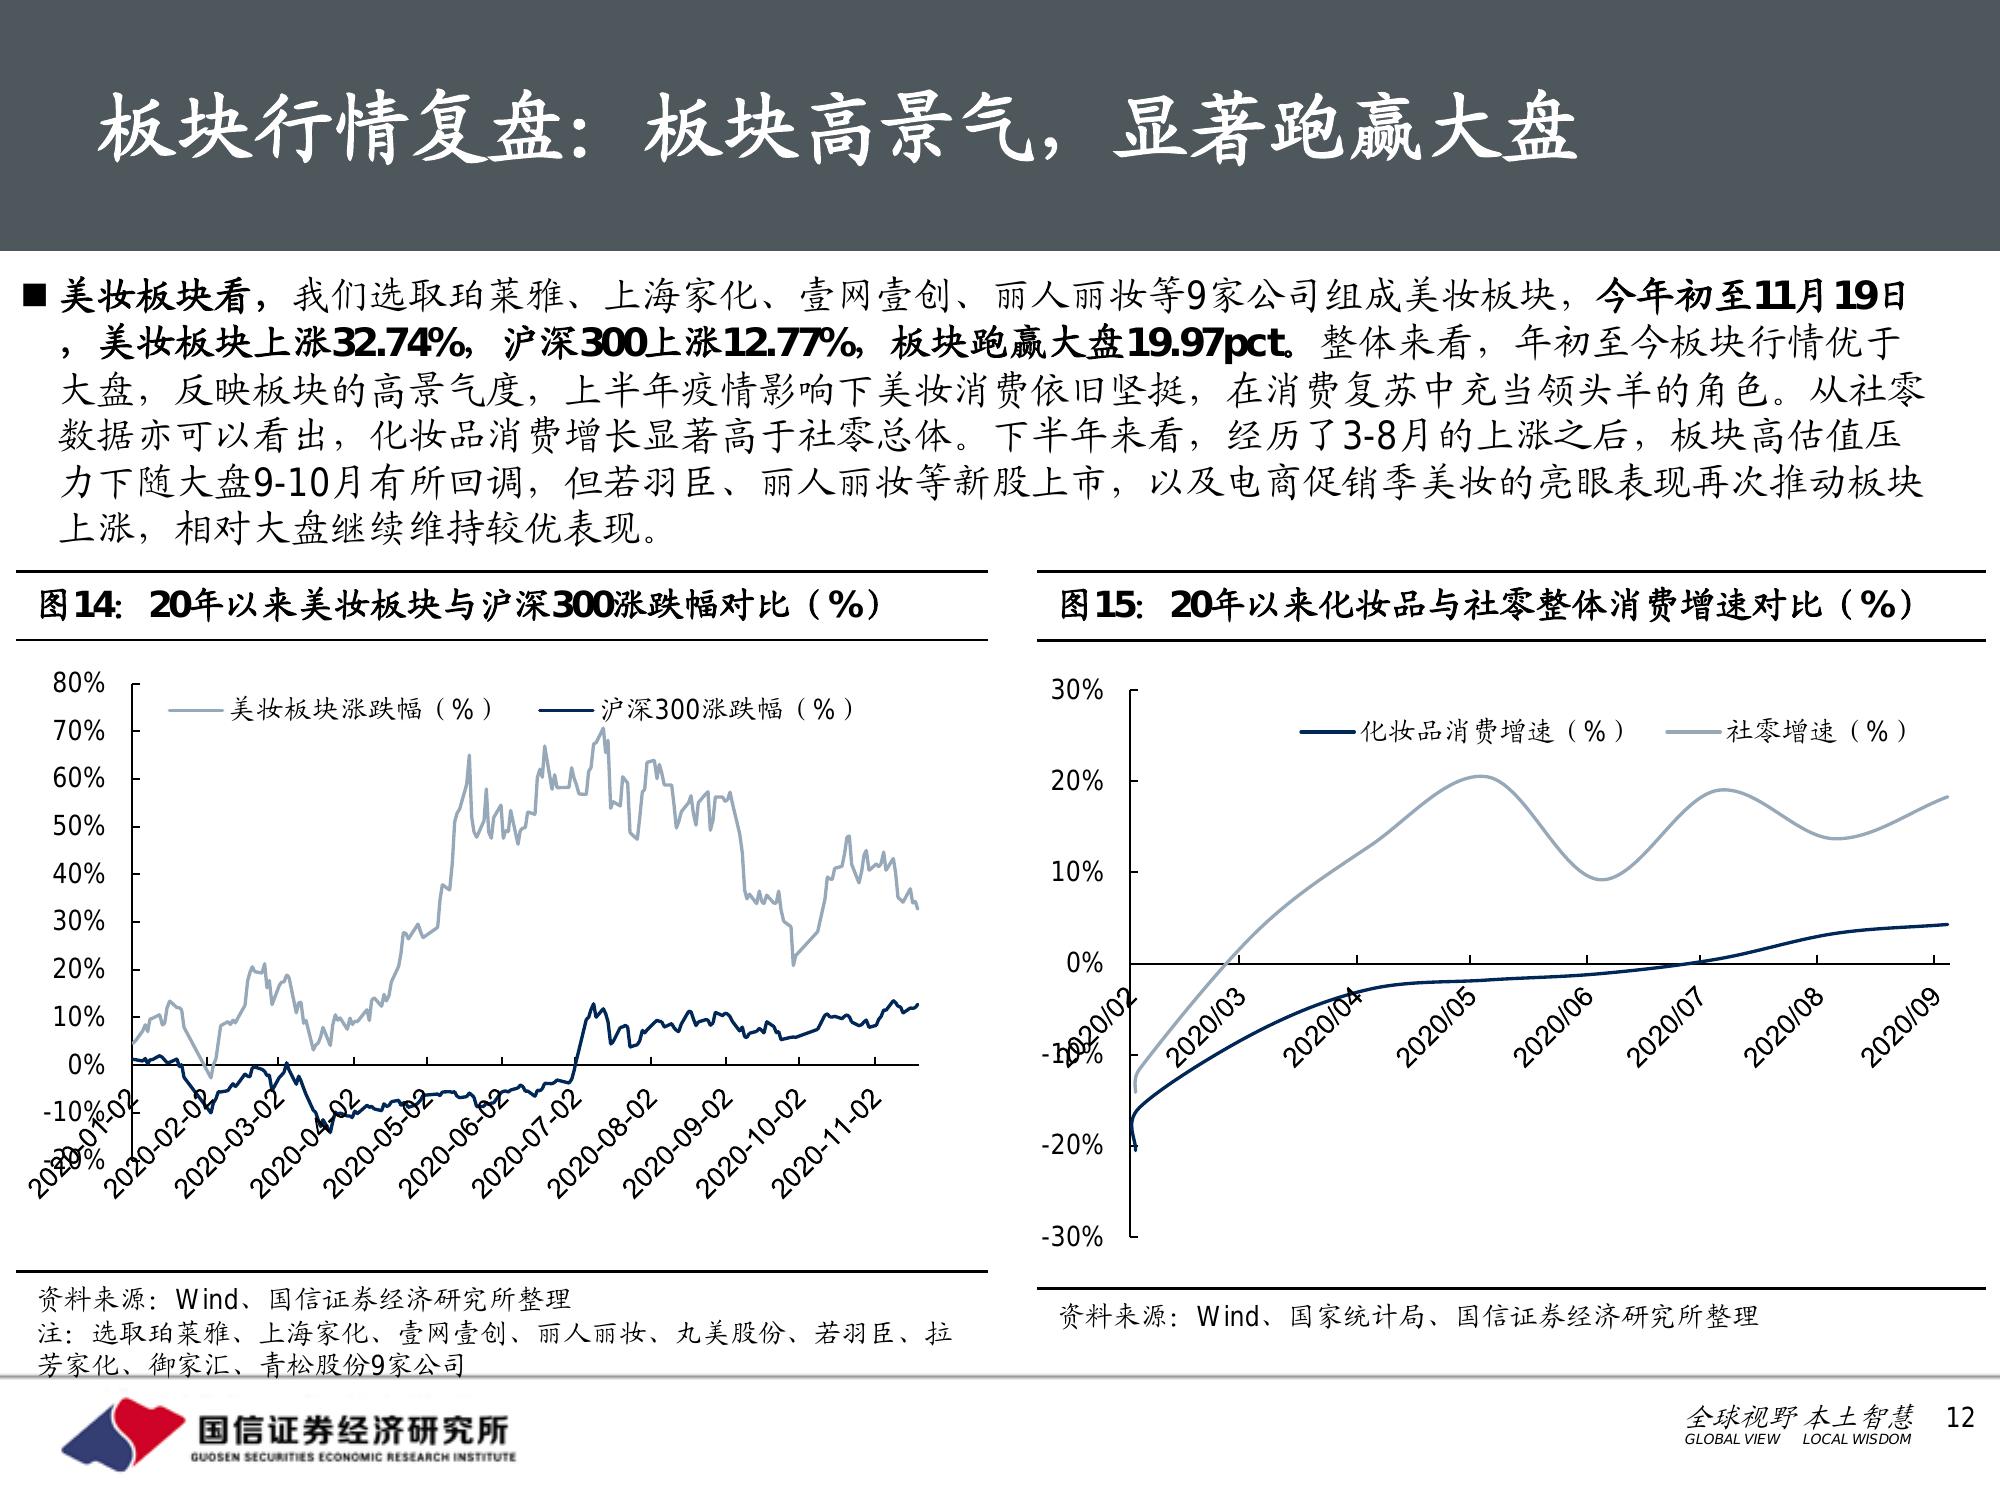 板块行情复盘：板块高景气，显著跑赢大盘
■ 美妆板块看，我们选取珀莱雅、上海家化、壹网壹创、丽人丽妆等9家公司组成美妆板块，今年初至11月19日
，美妆板块上涨32.74%，沪深300上涨12.77%，板块跑赢大盘19.97pct。整体来看，年初至今板块行情优于
大盘，反映板块的高景气度，上半年疫情影响下美妆消费依旧坚挺，在消费复苏中充当领头羊的角色。从社零
数据亦可以看出，化妆品消费增长显著高于社零总体。下半年来看，经历了3-8月的上涨之后，板块高估值压
力下随大盘9-10月有所回调，但若羽臣、丽人丽妆等新股上市，以及电商促销季美妆的亮眼表现再次推动板块
上涨，相对大盘继续维持较优表现。
图14：20年以来美妆板块与沪深300涨跌幅对比（%）
美妆板块涨跌幅（%） 沪深300涨跌幅（%）
80%
70%
60%
50%
40%
30%
20%
10%
0%
-10%
-20%
2020-01-02
2020-02-02
2020-03-02
2020-04-02
2020-05-02
2020-06-02
2020-07-02
2020-08-02
2020-09-02
2020-10-02
2020-11-02
资料来源：Wind、国信证券经济研究所整理
注：选取珀莱雅、上海家化、壹网壹创、丽人丽妆、丸美股份、若羽臣、拉
芳家化、御家汇、青松股份9家公司
图15：20年以来化妆品与社零整体消费增速对比（%）
化妆品消费增速（%） 社零增速（%）
30%
20%
10%
0%
-10%
-20%
-30%
2020/02
2020/03
2020/04
2020/05
2020/06
2020/07
2020/08
2020/09
资料来源：Wind、国家统计局、国信证券经济研究所整理
国信证券经济研究所
GUOSEN SECURITIES ECONOMIC RESEARCH INSTITUTE
全球视野 本土智慧
GLOBAL VIEW LOCAL WISDOM
12